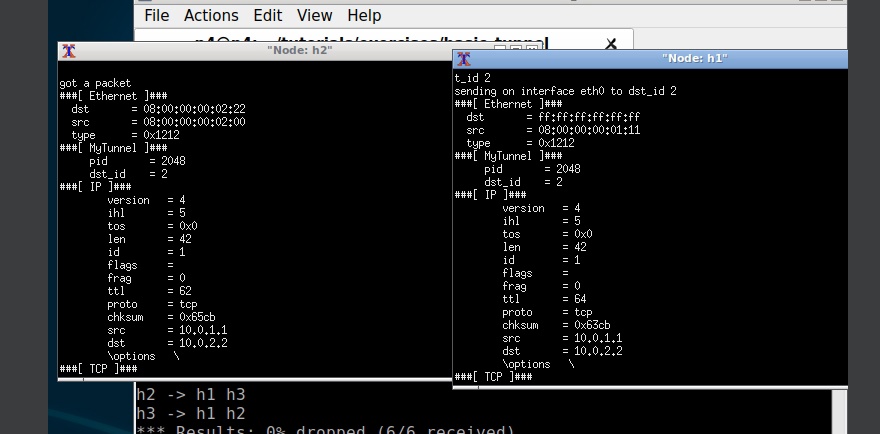 File Actions Edit View Help
"Node: h2"
got a packet
###[ Ethernet ]###
dst = 08:00:00:00:02:22
src = 08:00:00:00:02:00
type = 0x1212
###[ MyTunnel ]###
pid = 2048
dst_id = 2
###[ IP ]###
version = 4
ihl = 5
tos = 0x0
len = 42
id = 1
flags =
frag = 0
ttl = 62
proto = tcp
chksum = 0x65cb
src = 10.0.1.1
dst = 10.0.2.2
\options \
###[ TCP ]###
"Node: h1"
t_id 2
sending on interface eth0 to dst_id 2
###[ Ethernet ]###
dst = ff:ff:ff:ff:ff:ff
src = 08:00:00:00:01:11
type = 0x1212
###[ MyTunnel ]###
pid = 2048
dst_id = 2
###[ IP ]###
version = 4
ihl = 5
tos = 0x0
len = 42
id = 1
flags =
frag = 0
ttl = 64
proto = tcp
chksum = 0x63cb
src = 10.0.1.1
dst = 10.0.2.2
\options \
###[ TCP ]###
h2 -> h1 h3
h3 -> h1 h2
*** Results: 0% dropped (6/6 received)